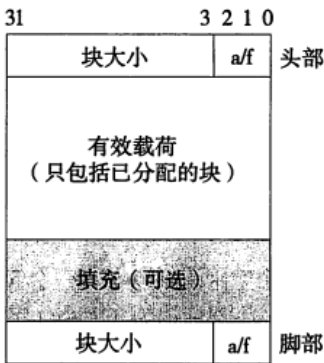 31 3 2 1 0
块大小 a/f 头部
有效载荷
（只包括已分配的块）
填充（可选）
块大小 a/f 脚部